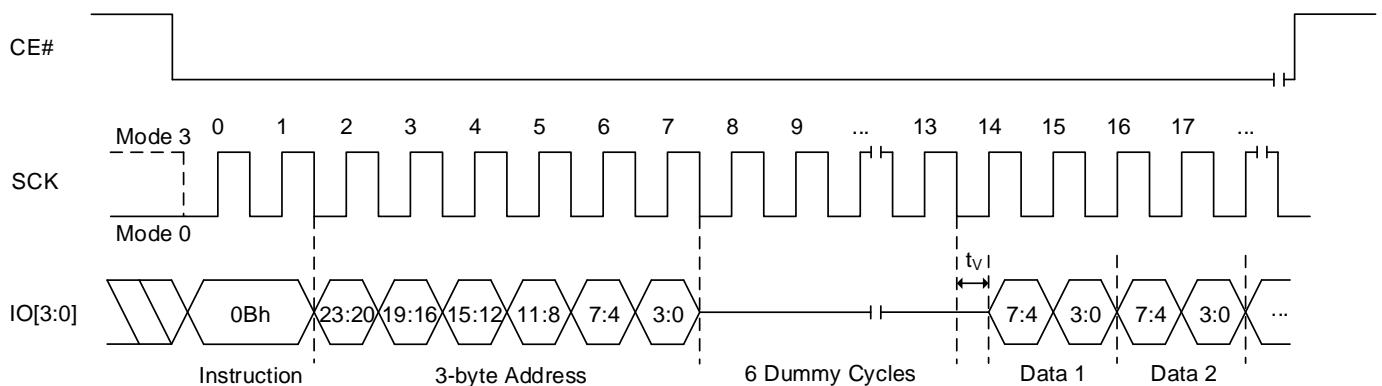 CE#
Mode 3 0 1 2 3 4 5 6 7 8 9 ... 13 14 15 16 17 ...
SCK
Mode 0
tV
IO[3:0] 0Bh 23:20 19:16 15:12 11:8 7:4 3:0 7:4 3:0 7:4 3:0 ...
Instruction 3-byte Address 6 Dummy Cycles Data 1 Data 2